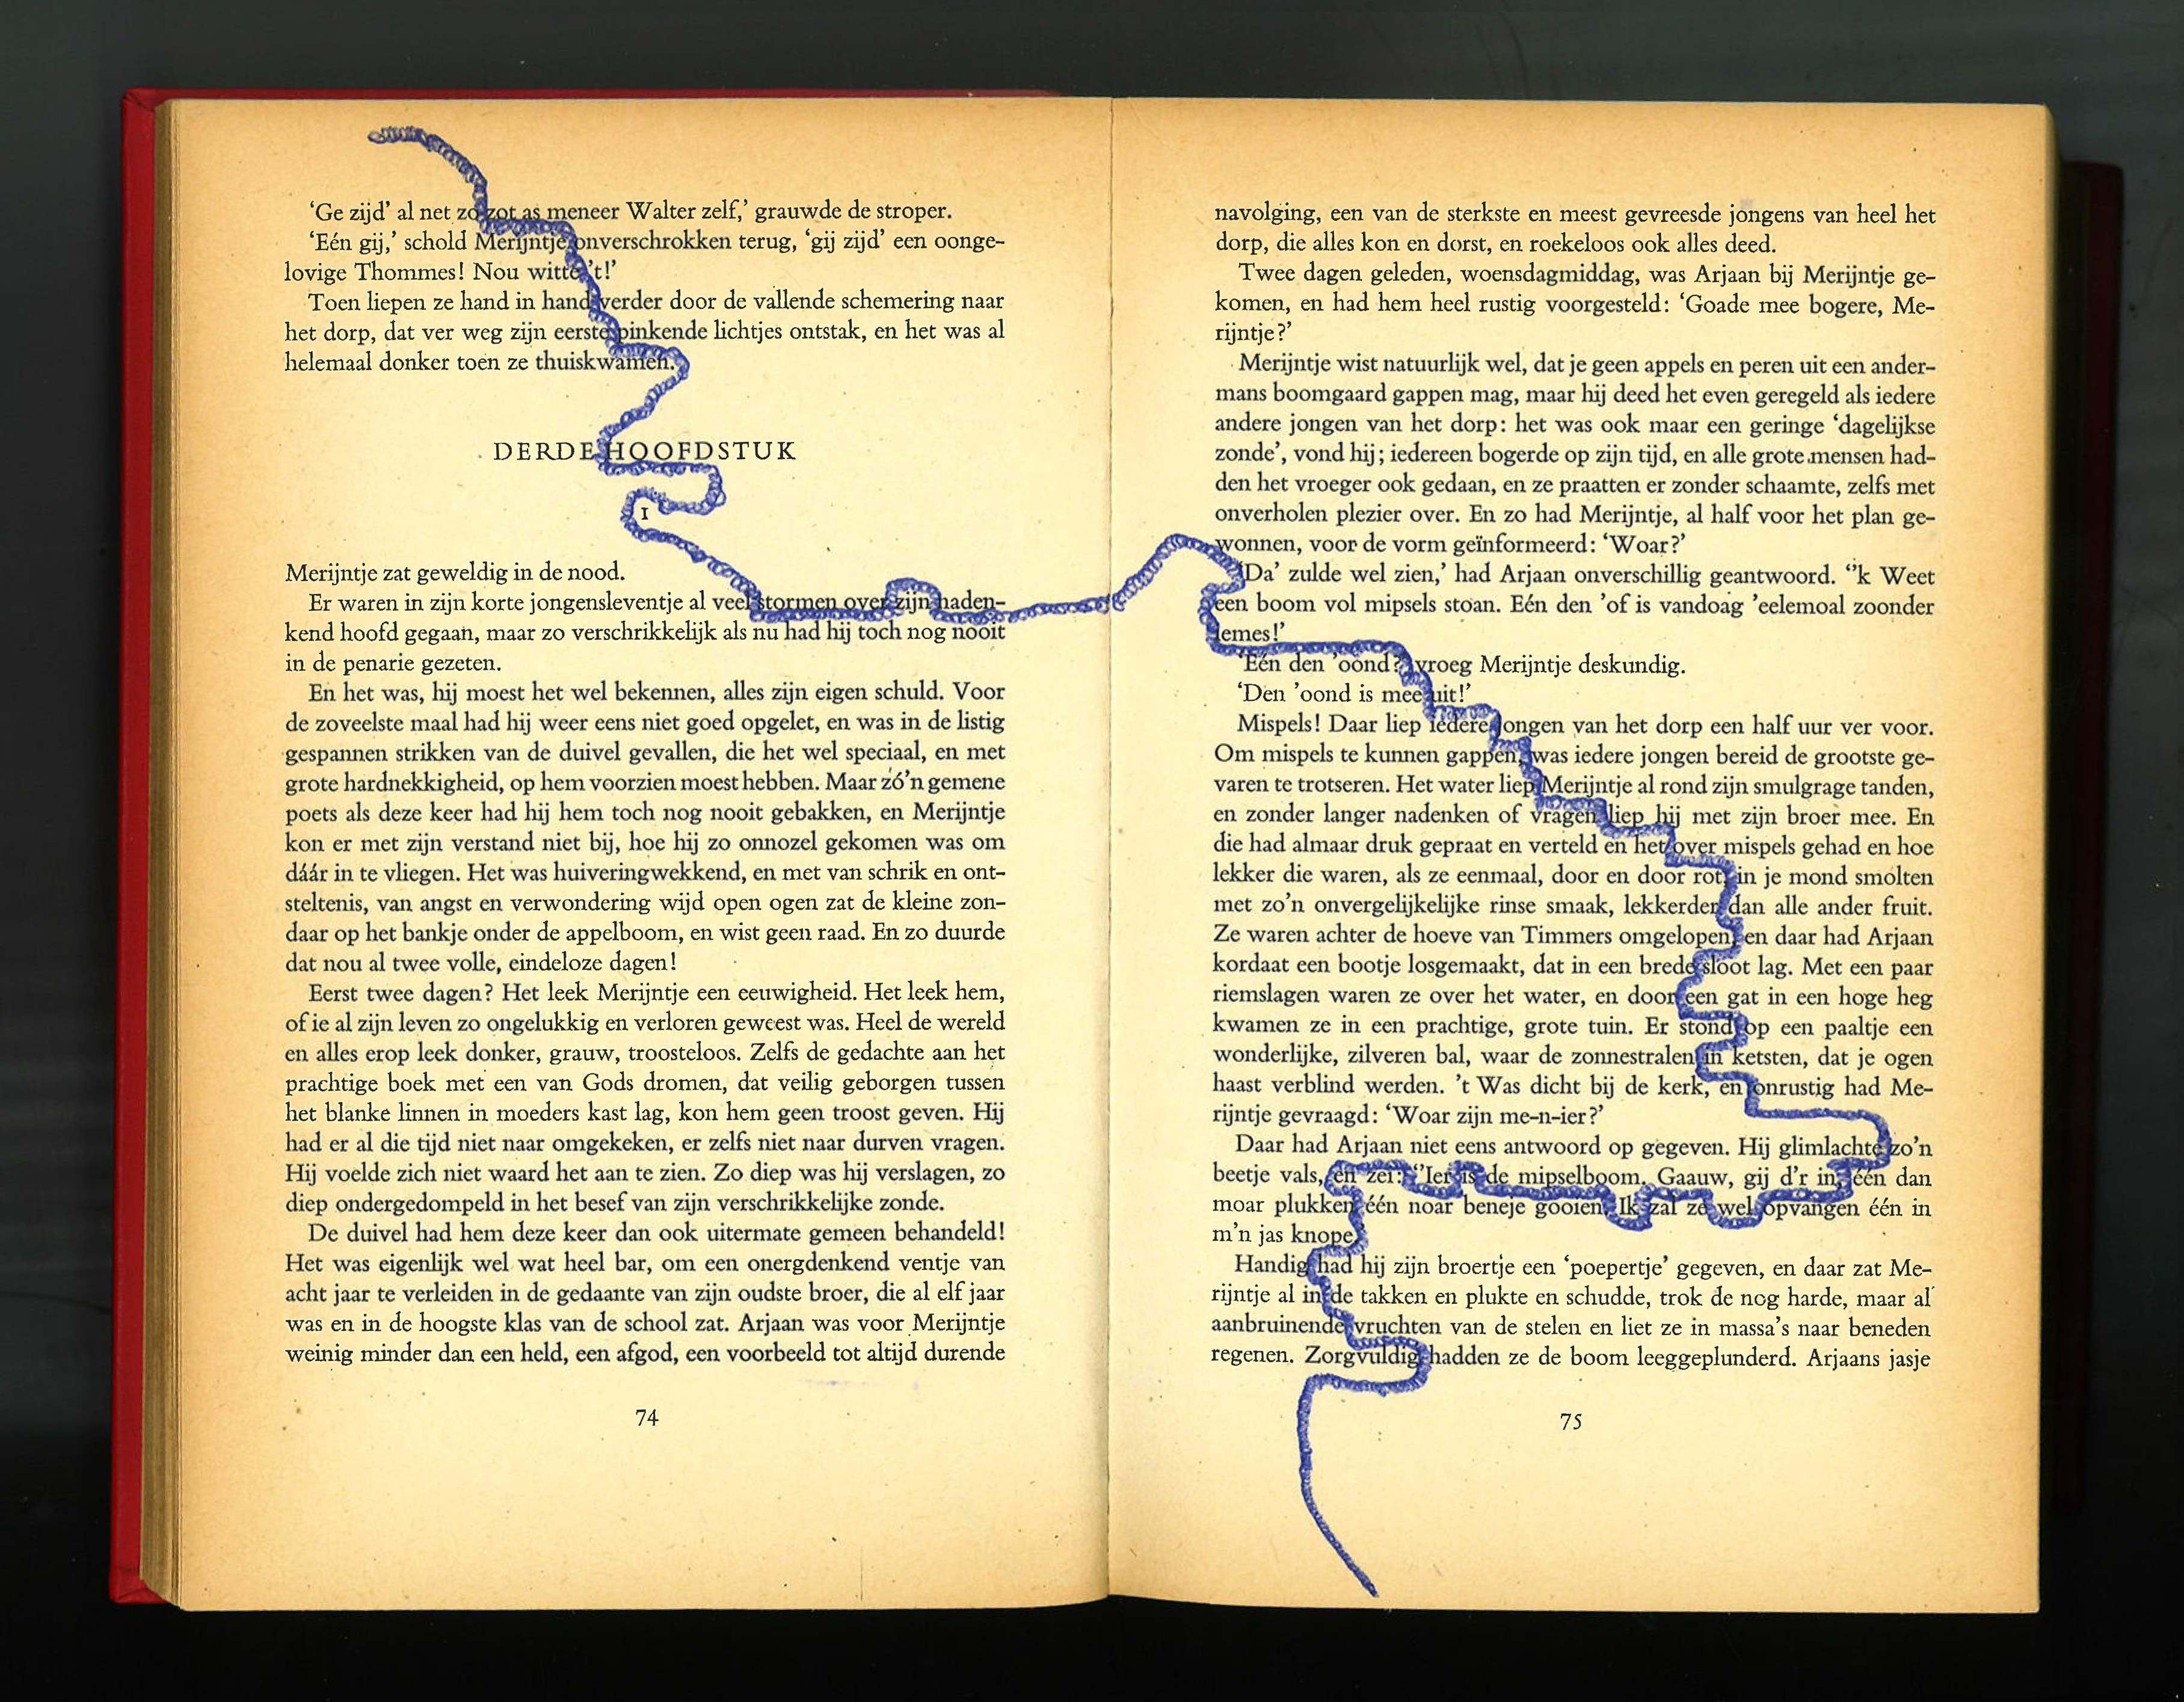 ‘Ge zijd’ al net zo zot as meneer Walter zelf,’ grauwde de stroper.
‘Eén gij,’ schold Merijntje onverschrokken terug, ‘gij zijd’ een oonge-
lovige Thommes! Nou witte ’t!’
Toen liepen ze hand in hand verder door de vallende schemering naar
het dorp, dat ver weg zijn eerste pinkende lichtjes ontstak, en het was al
helemaal donker toen ze thuiskwamen.
DERDE HOOFDSTUK
1
Merijntje zat geweldig in de nood.
Er waren in zijn korte jongensleventje al veel stormen over zijn naden-
kend hoofd gegaan, maar zo verschrikkelijk als nu had hij toch nog nooit
in de penarie gezeten.
En het was, hij moest het wel bekennen, alles zijn eigen schuld. Voor
de zoveelste maal had hij weer eens niet goed opgelet, en was in de listig
gespannen strikken van de duivel gevallen, die het wel speciaal, en met
grote hardnekkigheid, op hem voorzien moest hebben. Maar zó’n gemene
poets als deze keer had hij hem toch nog nooit gebakken, en Merijntje
kon er met zijn verstand niet bij, hoe hij zo onnozel gekomen was om
dáár in te vliegen. Het was huiveringwekkend, en met van schrik en ont-
steltenis, van angst en verwondering wijd open ogen zat de kleine zon-
daar op het bankje onder de appelboom, en wist geen raad. En zo duurde
dat nou al twee volle, eindeloze dagen!
Eerst twee dagen? Het leek Merijntje een eeuwigheid. Het leek hem,
of ie al zijn leven zo ongelukkig en verloren geweest was. Heel de wereld
en alles erop leek donker, grauw, troosteloos. Zelfs de gedachte aan het
prachtige boek met een van Gods dromen, dat veilig geborgen tussen
het blanke linnen in moeders kast lag, kon hem geen troost geven. Hij
had er al die tijd niet naar omgekeken, er zelfs niet naar durven vragen.
Hij voelde zich niet waard het aan te zien. Zo diep was hij verslagen, zo
diep ondergedompeld in het besef van zijn verschrikkelijke zonde.
De duivel had hem deze keer dan ook uitermate gemeen behandeld!
Het was eigenlijk wel wat heel bar, om een onergdenkend ventje van
acht jaar te verleiden in de gedaante van zijn oudste broer, die al elf jaar
was en in de hoogste klas van de school zat. Arjaan was voor Merijntje
weinig minder dan een held, een afgod, een voorbeeld tot altijd durende
74
navolging, een van de sterkste en meest gevreesde jongens van heel het
dorp, die alles kon en dorst, en roekeloos ook alles deed.
Twee dagen geleden, woensdagmiddag, was Arjaan bij Merijntje ge-
komen, en had hem heel rustig voorgesteld: ‘Goade mee bogere, Me-
rijntje?’
Merijntje wist natuurlijk wel, dat je geen appels en peren uit een ander-
mans boomgaard gappen mag, maar hij deed het even geregeld als iedere
andere jongen van het dorp: het was ook maar een geringe ‘dagelijkse
zonde’, vond hij; iedereen bogerde op zijn tijd, en alle grote mensen had-
den het vroeger ook gedaan, en ze praatten er zonder schaamte, zelfs met
onverholen plezier over. En zo had Merijntje, al half voor het plan ge-
wonnen, voor de vorm geïnformeerd: ‘Woar?’
‘Da’ zulde wel zien,’ had Arjaan onverschillig geantwoord. ‘’k Weet
een boom vol mipsels stoan. Eén den ’of is vandoag ’eelemoal zoonder
lemes!’
‘Eén den ’oond?’ vroeg Merijntje deskundig.
‘Den ’oond is mee uit!’
Mispels! Daar liep iedere jongen van het dorp een half uur ver voor.
Om mispels te kunnen gappen, was iedere jongen bereid de grootste ge-
varen te trotseren. Het water liep Merijntje al rond zijn smulgrage tanden,
en zonder langer nadenken of vragen liep hij met zijn broer mee. En
die had almaar druk gepraat en verteld en het over mispels gehad en hoe
lekker die waren, als ze eenmaal, door en door rot, in je mond smolten
met zo’n onvergelijkelijke rinse smaak, lekkerder dan alle ander fruit.
Ze waren achter de hoeve van Timmers omgelopen, en daar had Arjaan
kordaat een bootje losgemaakt, dat in een brede sloot lag. Met een paar
riemslagen waren ze over het water, en door een gat in een hoge heg
kwamen ze in een prachtige, grote tuin. Er stond op een paaltje een
wonderlijke, zilveren bal, waar de zonnestralen in ketsten, dat je ogen
haast verblind werden. ’t Was dicht bij de kerk, en onrustig had Me-
rijntje gevraagd: ‘Woar zijn me-n-ier?’
Daar had Arjaan niet eens antwoord op gegeven. Hij glimlachte zo’n
beetje vals, en zei: ‘’Ier is de mipselboom. Gaauw, gij d’r in, één dan
moar plukken één noar beneje gooien. Ik zal ze wel opvangen één in
m’n jas knope.’
Handig had hij zijn broertje een ‘poepertje’ gegeven, en daar zat Me-
rijntje al in de takken en plukte en schudde, trok de nog harde, maar al
aanbruinende vruchten van de stelen en liet ze in massa’s naar beneden
regenen. Zorgvuldig hadden ze de boom leeggeplunderd. Arjaans jasje
75